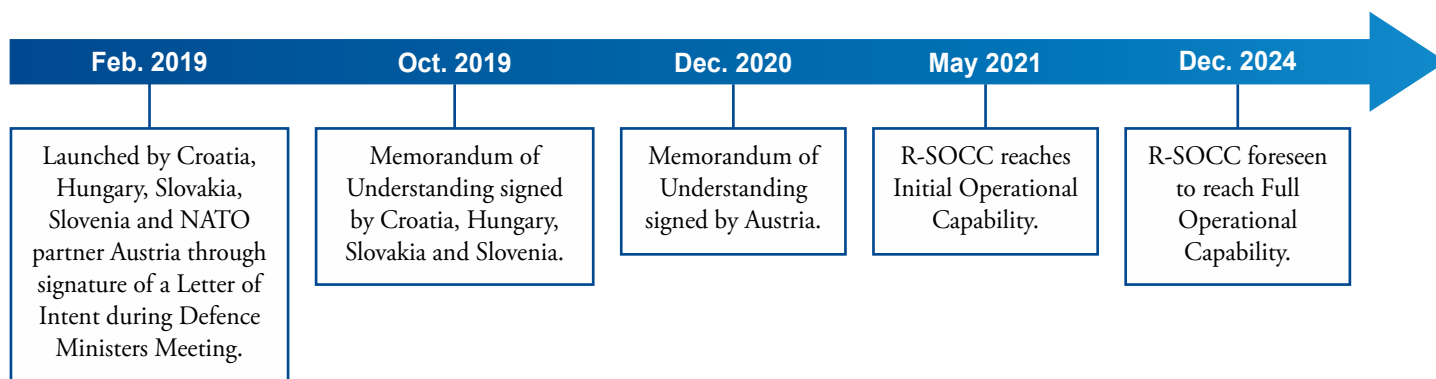 Feb. 2019
Oct. 2019
Dec. 2020
May 2021
Dec. 2024
Launched by Croatia,
Hungary, Slovakia,
Slovenia and NATO
partner Austria through
signature of a Letter of
Intent during Defence
Ministers Meeting.
Memorandum of
Understanding signed
by Croatia, Hungary,
Slovakia and Slovenia.
Memorandum of
Understanding
signed by Austria.
R-SOCC reaches
Initial Operational
Capability.
R-SOCC foreseen
to reach Full
Operational
Capability.